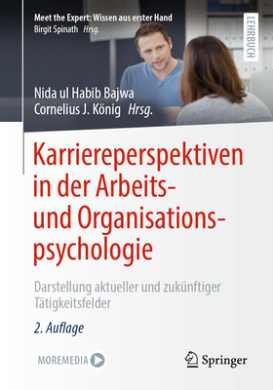 Meet the Expert: Wissen aus erster Hand
Birgit Spinath Hrg.
LEHRBUCH
Nida ul Habib Bajwa
Cornelius J. König Hrsg.
Karriereperspektiven
in der Arbeits-
und Organisations-
psychologie
Darstellung aktueller und zukünftiger
Tätigkeitsfelder
2. Auflage
MOREMEDIA
Springer